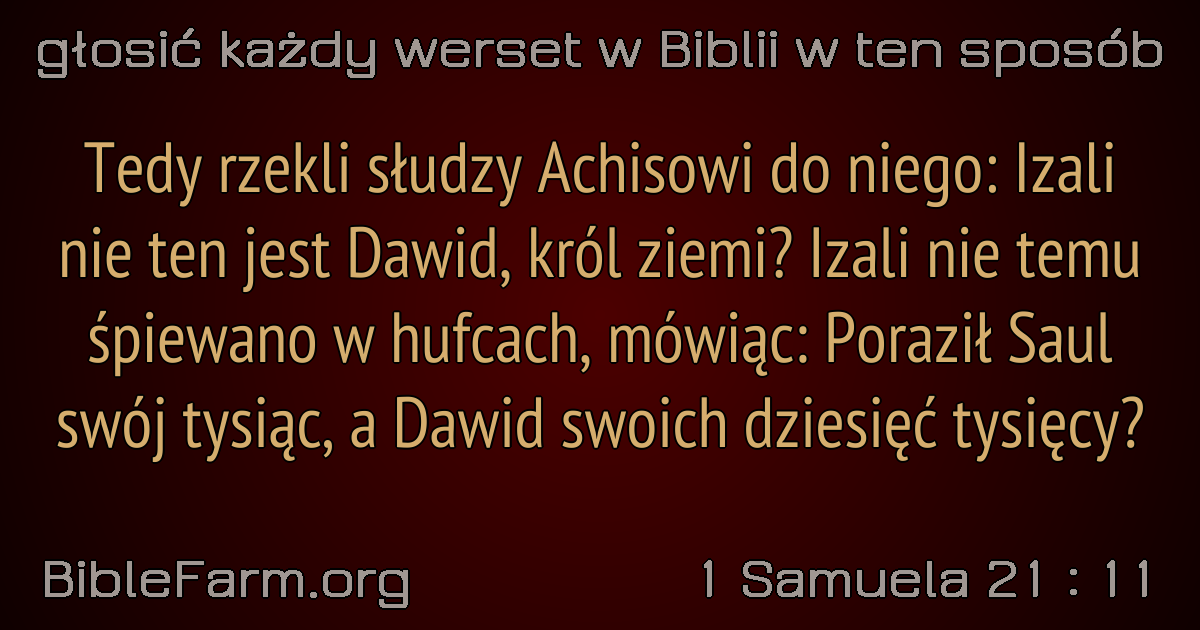 głosić każdy werset w Biblii w ten sposób
Tedy rzekli słudzy Achisowi do niego: Izali
nie ten jest Dawid, król ziemi? Izali nie temu
śpiewano w hufcach, mówiąc: Poraził Saul
swój tysiąc, a Dawid swoich dziesięć tysięcy?
BibleFarm.org
1 Samuela 21 : 11